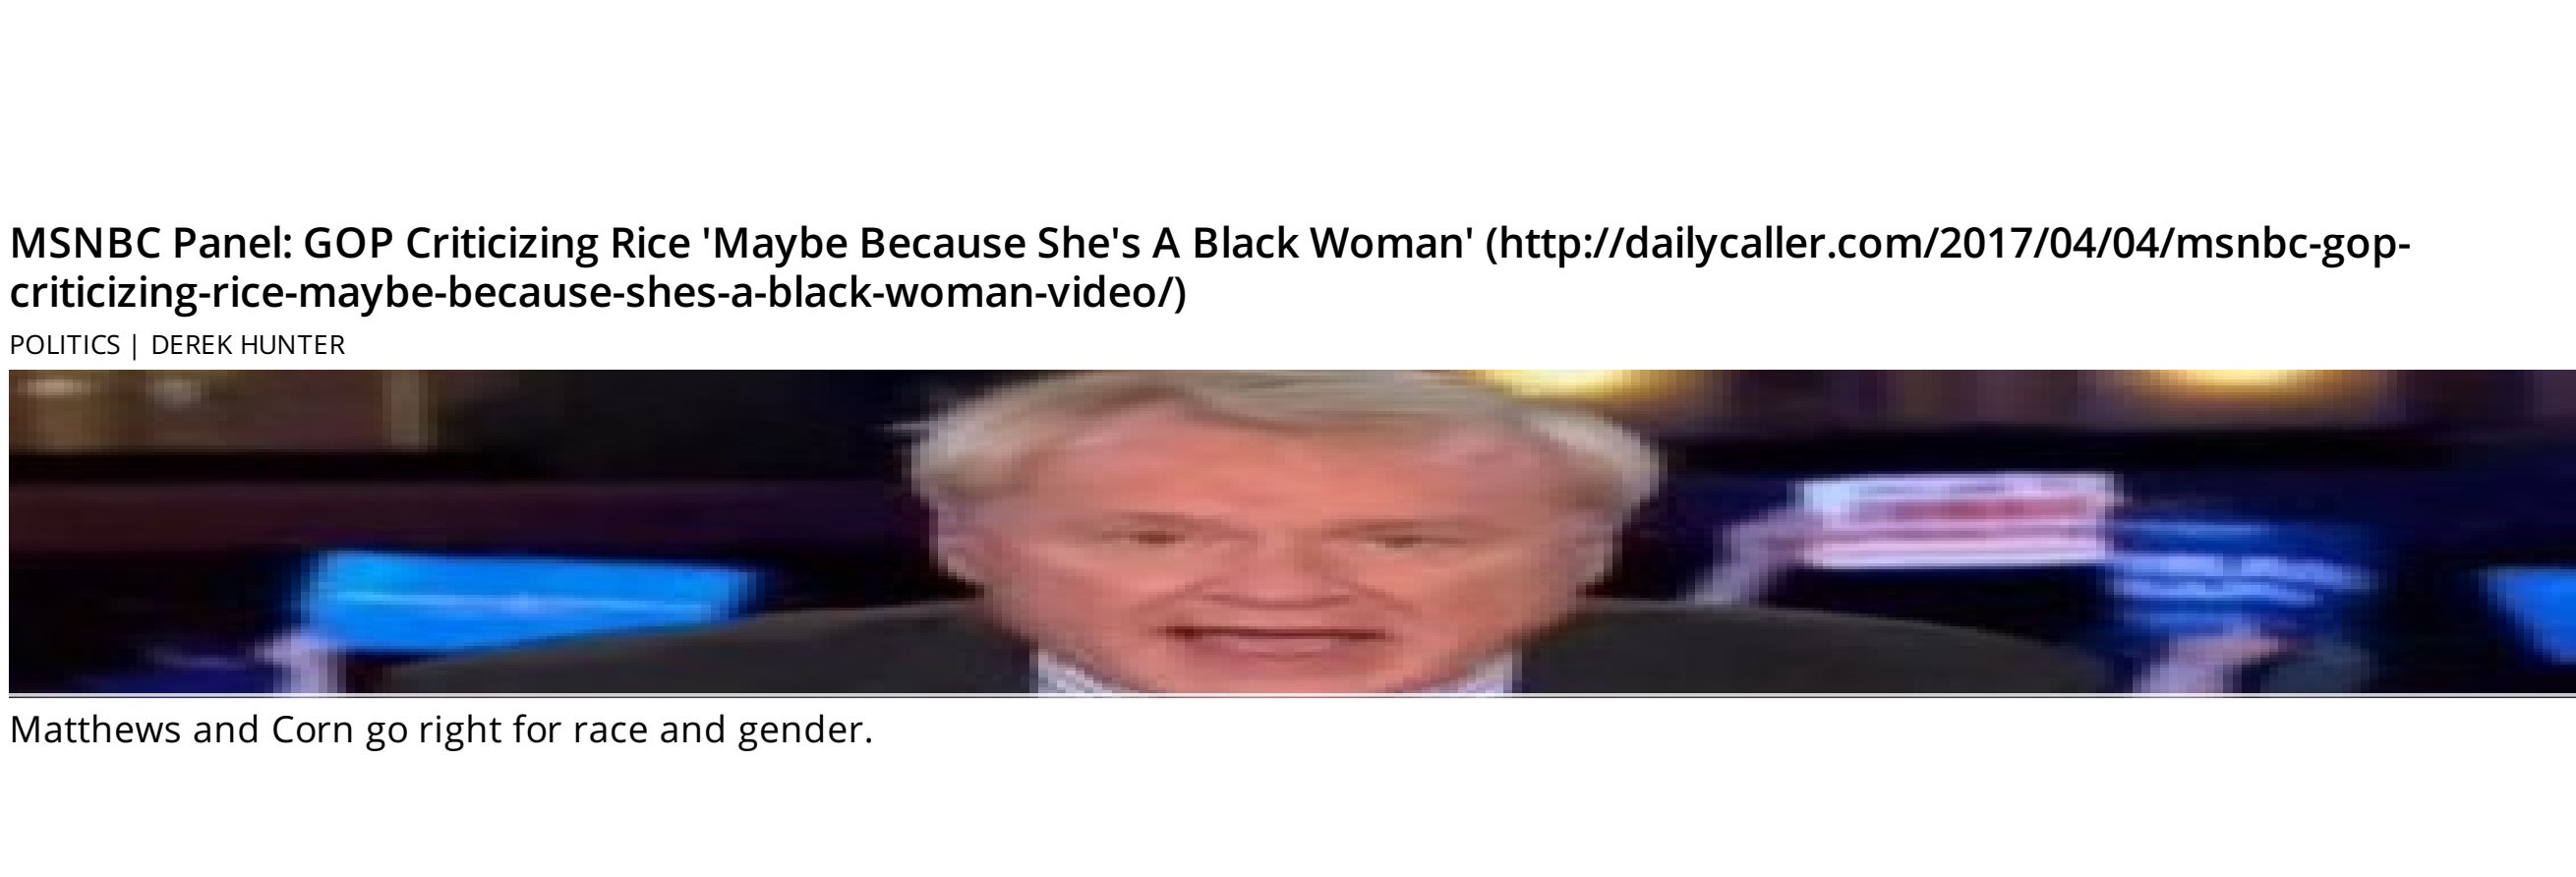 MSNBC Panel: GOP Criticizing Rice 'Maybe Because She's A Black Woman' (http://dailycaller.com/2017/04/04/msnbc-gop-
criticizing-rice-maybe-because-shes-a-black-woman-video/)
POLITICS | DEREK HUNTER
Matthews and Corn go right for race and gender.